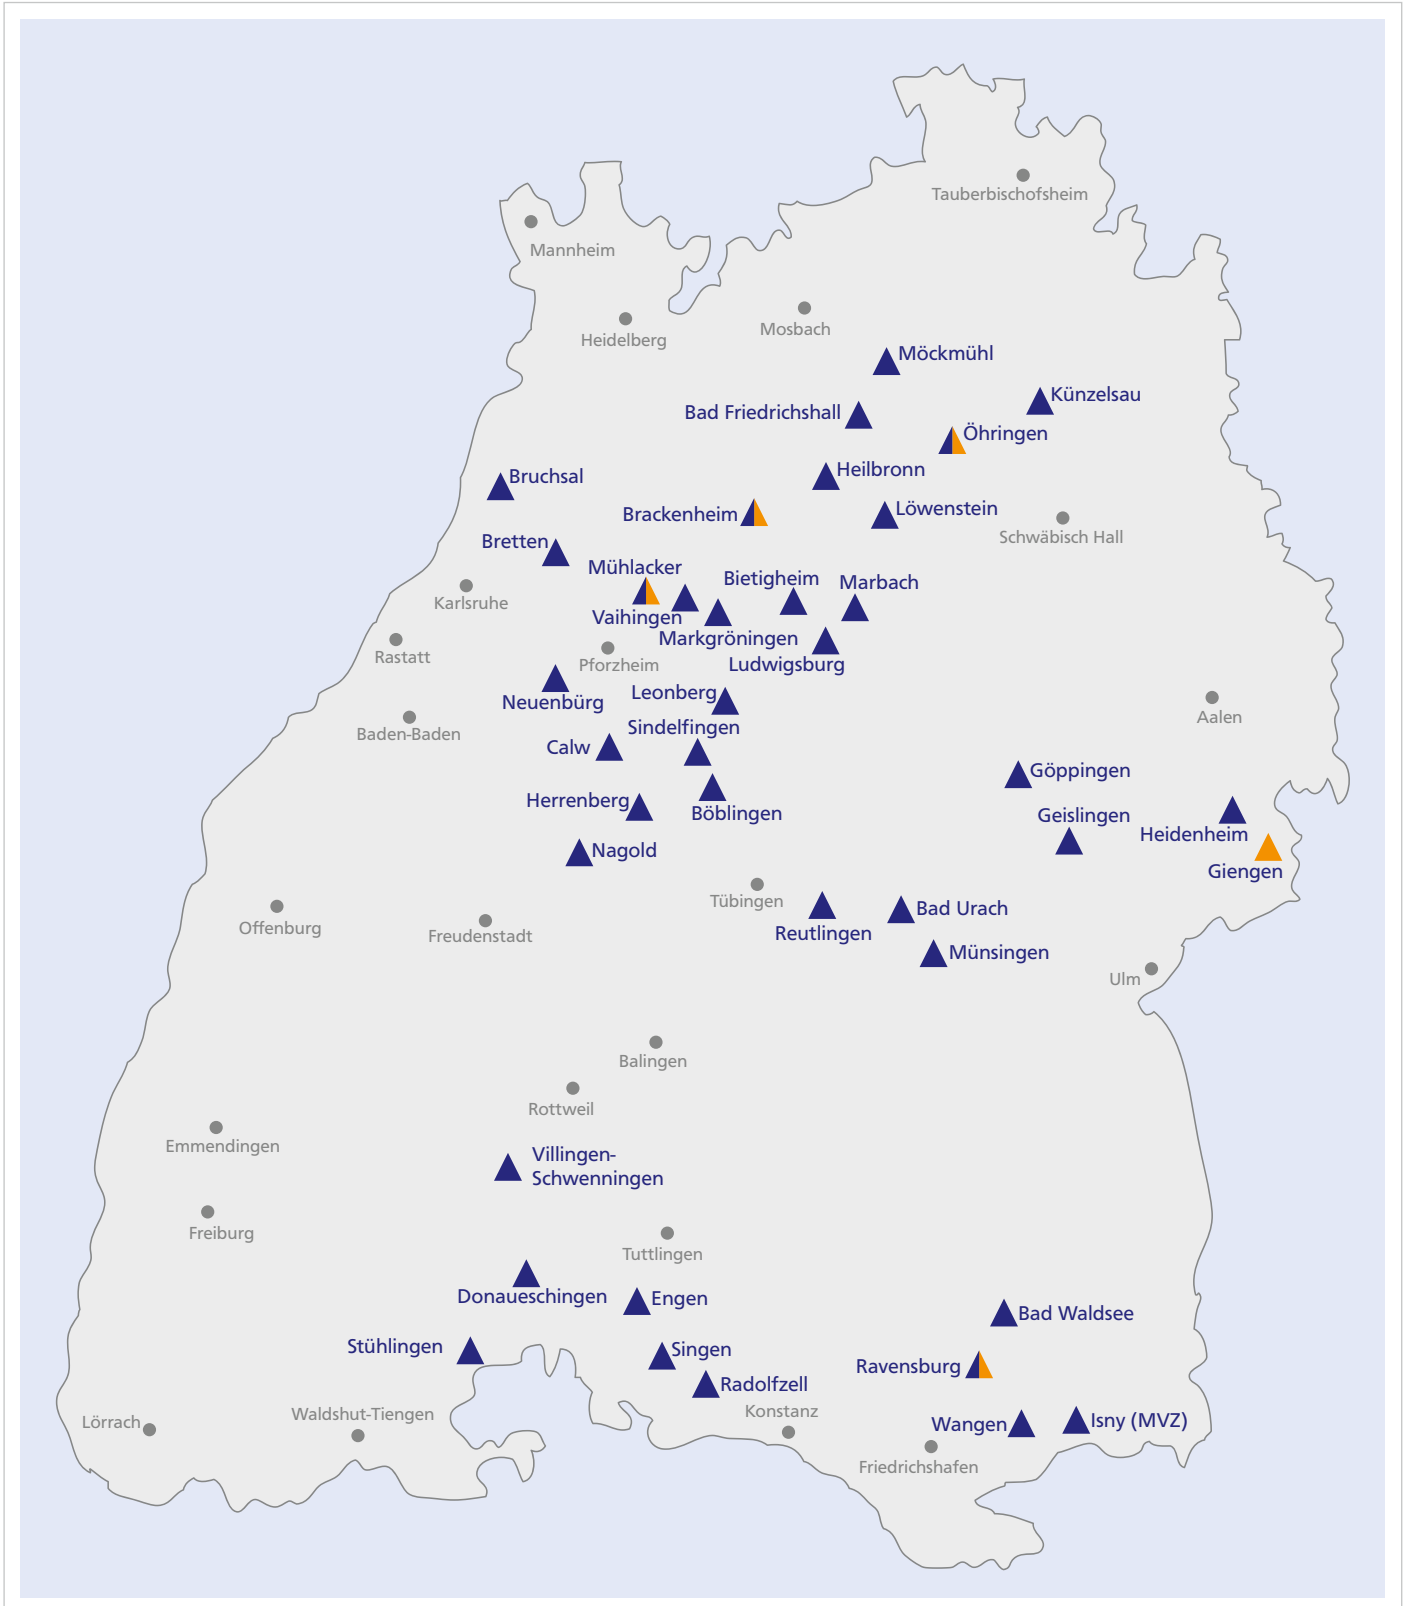 Tauberbischofsheim
Mannheim
Mosbach
Heidelberg
Möckmühl
Künzelsau
Bad Friedrichshall
Öhringen
Heilbronn
Bruchsal
Löwenstein
Brackenheim
Schwäbisch Hall
Bretten
Mühlacker
Bietigheim
Marbach
Karlsruhe
Vaihingen
Markgröningen
Rastatt
Pforzheim
Ludwigsburg
Leonberg
Neuenbürg
Aalen
Sindelfingen
Baden-Baden
Calw
Göppingen
Herrenberg
Böblingen
Geislingen
Heidenheim
Nagold
Giengen
Tübingen
Bad Urach
Offenburg
Freudenstadt
Reutlingen
Münsingen
Ulm
Balingen
Rottweil
Emmendingen
Villingen-
Schwenningen
Freiburg
Tuttlingen
Donaueschingen
Engen
Bad Waldsee
Stühlingen
Singen
Ravensburg
Radolfzell
Konstanz
Waldshut-Tiengen
Lörrach
Wangen
Isny (MVZ)
Friedrichshafen